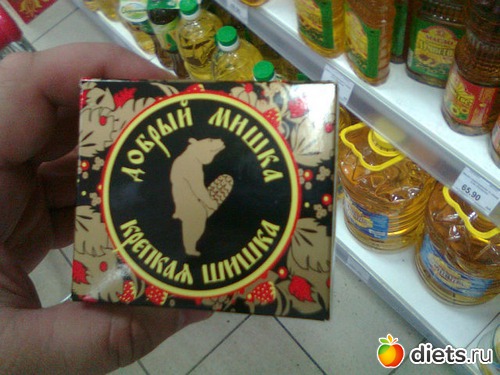 ДОБРЫЙ МИШКА
КРЕПКАЯ ШИШКА
65.90
diets.ru